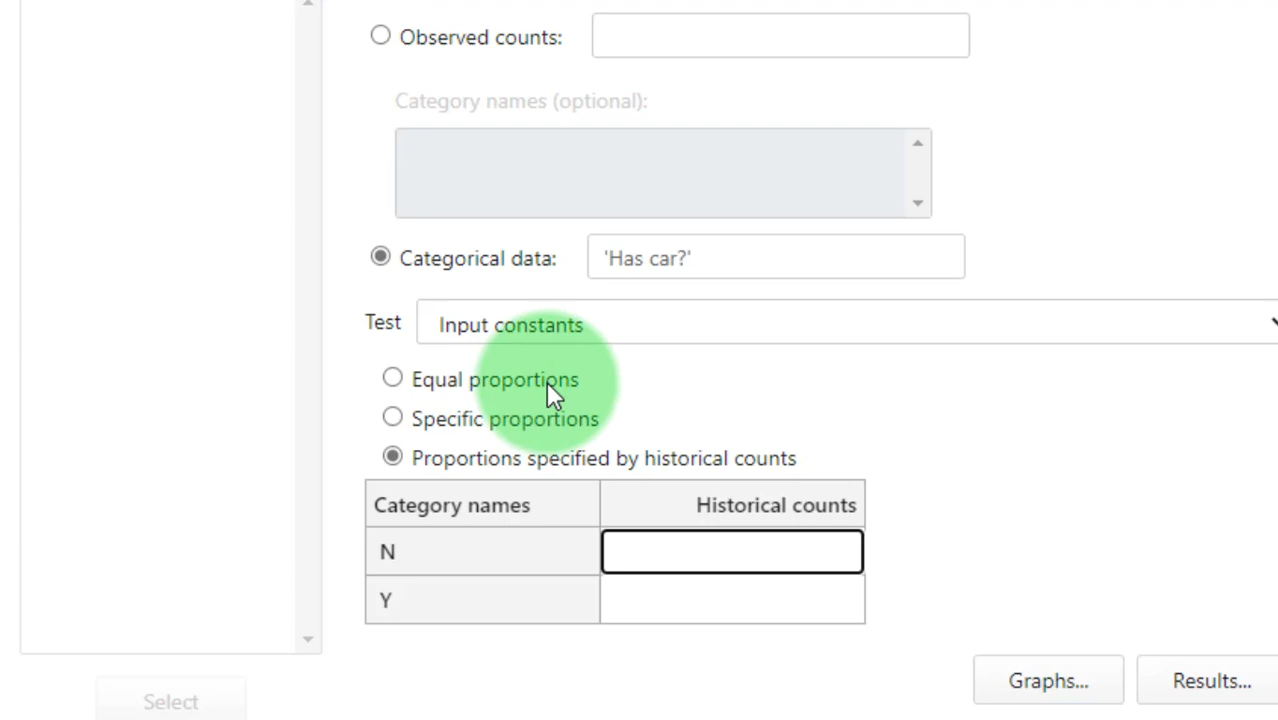 Observed counts:
Category names (optional):
Categorical data: 'Has car?'
Test Input constants
Equal proportions
Specific proportions
Proportions specified by historical counts
Category names Historical counts
N
Y
Graphs... Results...
Select